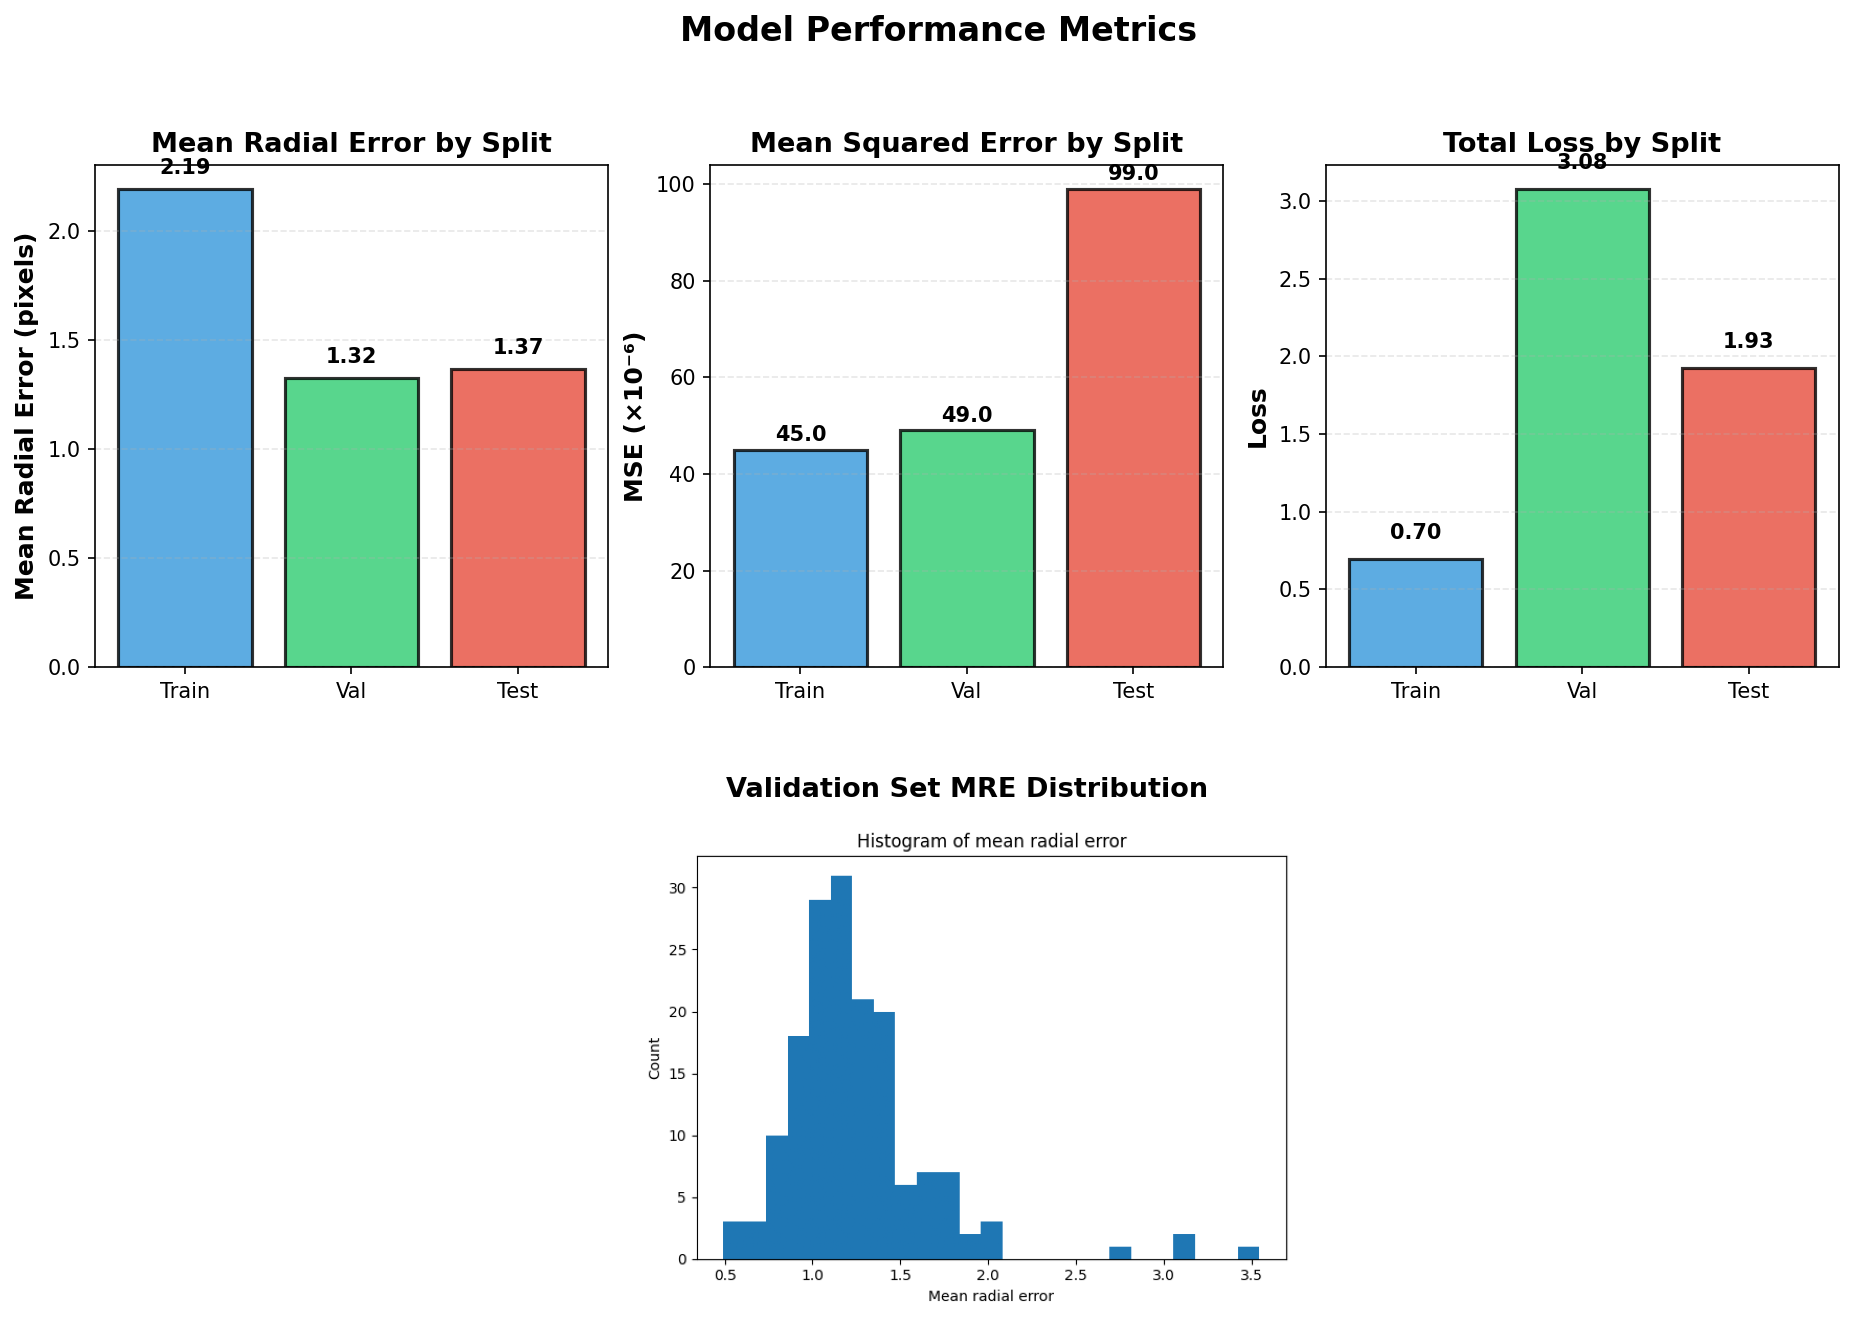 Model Performance Metrics
Mean Radial Error by Split
Mean Radial Error (pixels)
2.0
1.5
1.0
0.5
0.0
2.19
1.32
1.37
Train Val Test
Mean Squared Error by Split
MSE (×10⁻⁶)
100
80
60
40
20
0
45.0
49.0
99.0
Train Val Test
Total Loss by Split
Loss
3.0
2.5
2.0
1.5
1.0
0.5
0.0
0.70
3.08
1.93
Train Val Test
Validation Set MRE Distribution
Histogram of mean radial error
Count
30
25
20
15
10
5
0
0.5 1.0 1.5 2.0 2.5 3.0 3.5
Mean radial error